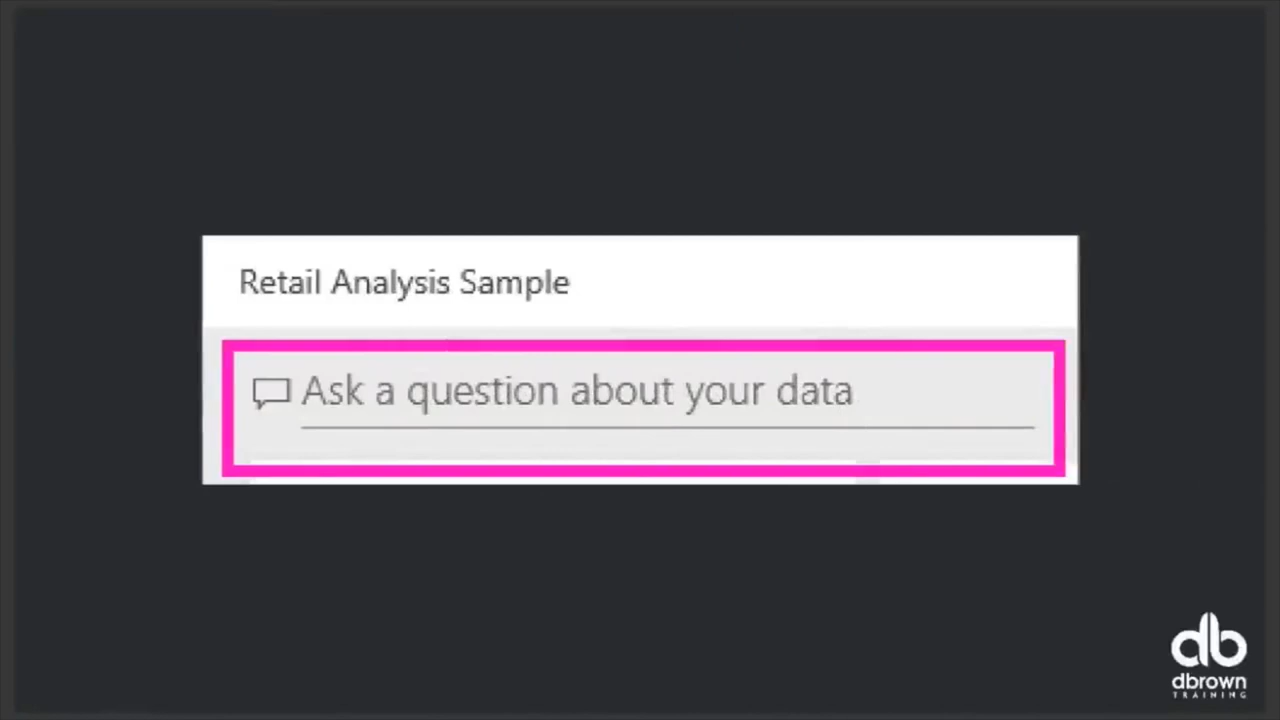 Retail Analysis Sample
Ask a question about your data
db
dbrown
TRAINING